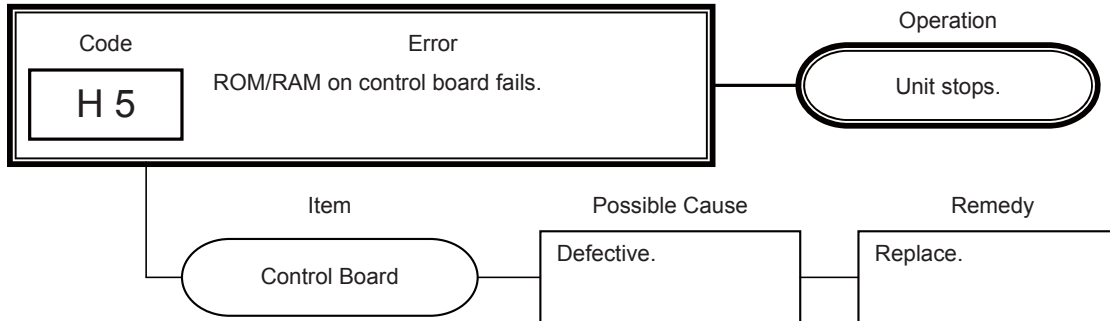 Operation
Code Error
H 5
ROM/RAM on control board fails.
Unit stops.
Item Possible Cause Remedy
Control Board
Defective.
Replace.